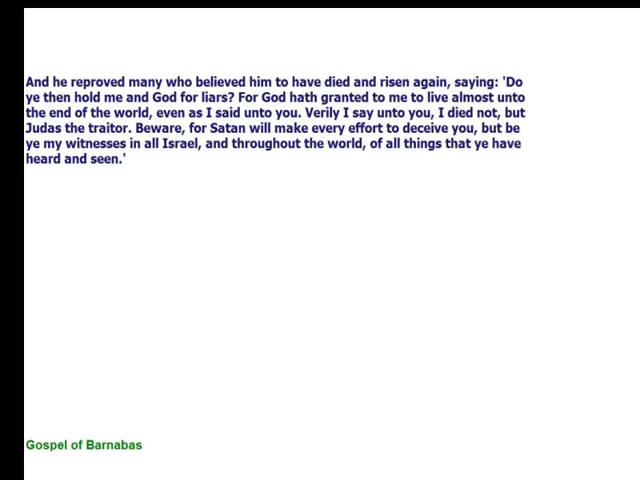 And he reproved many who believed him to have died and risen again, saying: 'Do
ye then hold me and God for liars? For God hath granted to me to live almost unto
the end of the world, even as I said unto you. Verily I say unto you, I died not, but
Judas the traitor. Beware, for Satan will make every effort to deceive you, but be
ye my witnesses in all Israel, and throughout the world, of all things that ye have
heard and seen.'
Gospel of Barnabas